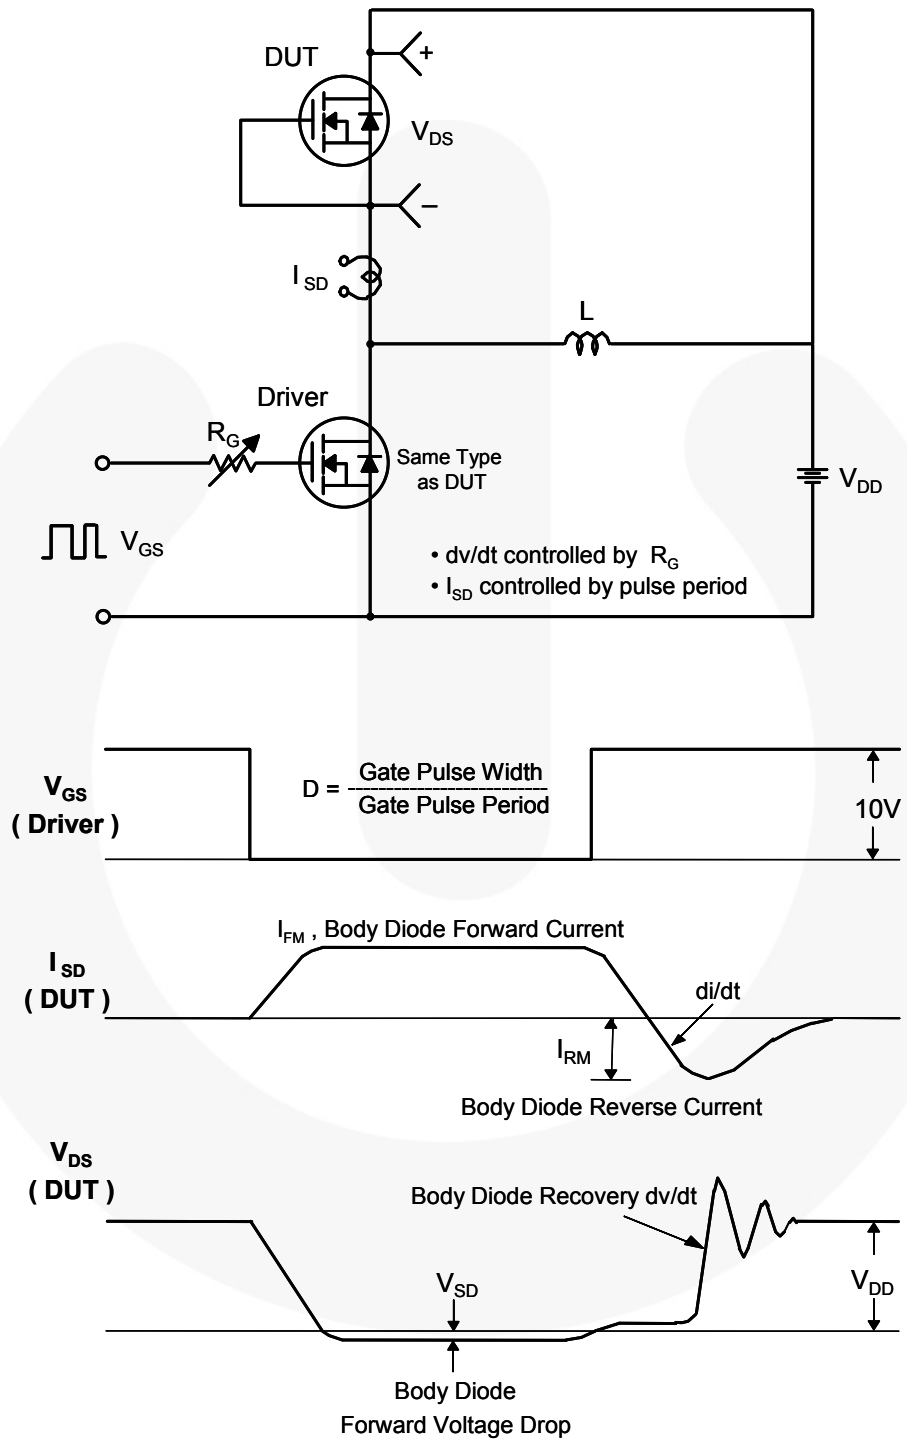 DUT
+
V_DS
–
I_SD
L
Driver
R_G
Same Type
as DUT
V_DD
V_GS
• dv/dt controlled by R_G
• I_SD controlled by pulse period
V_GS
( Driver )
D = Gate Pulse Width
Gate Pulse Period
10V
I_FM , Body Diode Forward Current
I_SD
( DUT )
di/dt
I_RM
Body Diode Reverse Current
V_DS
( DUT )
Body Diode Recovery dv/dt
V_SD
V_DD
Body Diode
Forward Voltage Drop